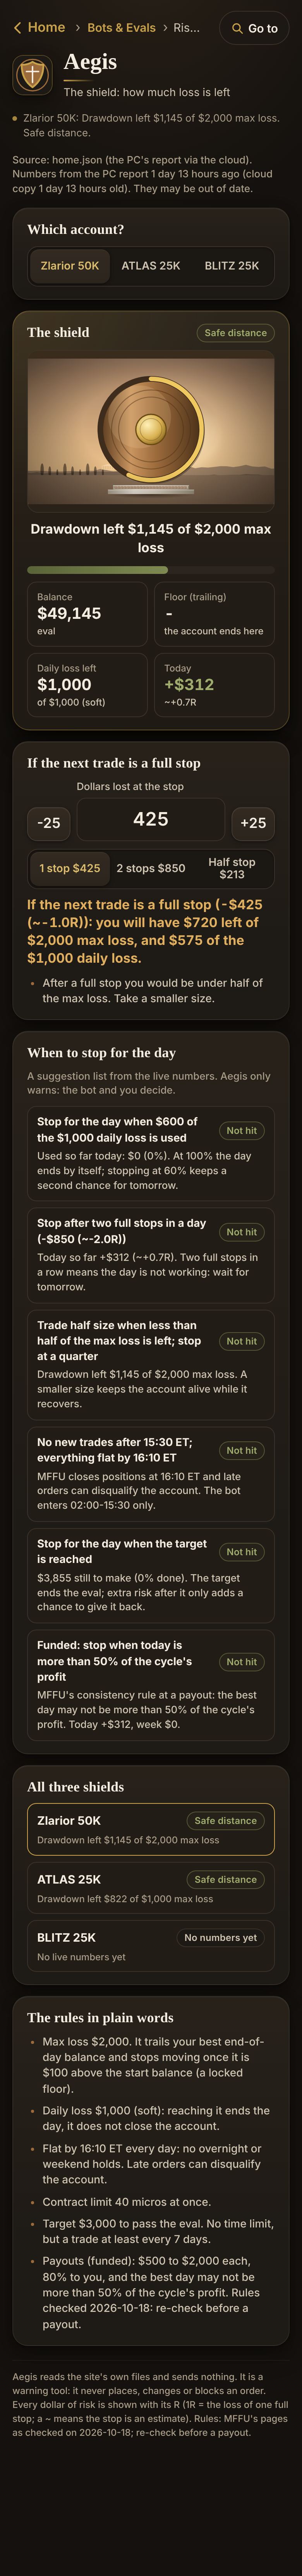 Home › Bots & Evals › Ris... Go to
Aegis
The shield: how much loss is left
• Zlarior 50K: Drawdown left $1,145 of $2,000 max loss.
Safe distance.
Source: home.json (the PC's report via the cloud).
Numbers from the PC report 1 day 13 hours ago (cloud
copy 1 day 13 hours old). They may be out of date.
Which account?
Zlarior 50K ATLAS 25K BLITZ 25K
The shield Safe distance
Drawdown left $1,145 of $2,000 max
loss
Balance
$49,145
eval
Floor (trailing)
-
the account ends here
Daily loss left
$1,000
of $1,000 (soft)
Today
+$312
~+0.7R
If the next trade is a full stop
Dollars lost at the stop
-25 425 +25
1 stop $425 2 stops $850 Half stop
$213
If the next trade is a full stop (-$425
(~-1.0R)): you will have $720 left of
$2,000 max loss, and $575 of the
$1,000 daily loss.
• After a full stop you would be under half of
the max loss. Take a smaller size.
When to stop for the day
A suggestion list from the live numbers. Aegis only
warns: the bot and you decide.
Stop for the day when $600 of
the $1,000 daily loss is used
Not hit
Used so far today: $0 (0%). At 100% the day
ends by itself; stopping at 60% keeps a
second chance for tomorrow.
Stop after two full stops in a day
(-$850 (~-2.0R))
Not hit
Today so far +$312 (~+0.7R). Two full stops in
a row means the day is not working: wait for
tomorrow.
Trade half size when less than
half of the max loss is left; stop
at a quarter
Not hit
Drawdown left $1,145 of $2,000 max loss. A
smaller size keeps the account alive while it
recovers.
No new trades after 15:30 ET;
everything flat by 16:10 ET
Not hit
MFFU closes positions at 16:10 ET and late
orders can disqualify the account. The bot
enters 02:00-15:30 only.
Stop for the day when the target
is reached
Not hit
$3,855 still to make (0% done). The target
ends the eval; extra risk after it only adds a
chance to give it back.
Funded: stop when today is
more than 50% of the cycle's
profit
Not hit
MFFU's consistency rule at a payout: the best
day may not be more than 50% of the cycle's
profit. Today +$312, week $0.
All three shields
Zlarior 50K Safe distance
Drawdown left $1,145 of $2,000 max loss
ATLAS 25K Safe distance
Drawdown left $822 of $1,000 max loss
BLITZ 25K No numbers yet
No live numbers yet
The rules in plain words
• Max loss $2,000. It trails your best end-of-
day balance and stops moving once it is
$100 above the start balance (a locked
floor).
• Daily loss $1,000 (soft): reaching it ends the
day, it does not close the account.
• Flat by 16:10 ET every day: no overnight or
weekend holds. Late orders can disqualify
the account.
• Contract limit 40 micros at once.
• Target $3,000 to pass the eval. No time limit,
but a trade at least every 7 days.
• Payouts (funded): $500 to $2,000 each,
80% to you, and the best day may not be
more than 50% of the cycle's profit. Rules
checked 2026-10-18: re-check before a
payout.
Aegis reads the site's own files and sends nothing. It is a
warning tool: it never places, changes or blocks an order.
Every dollar of risk is shown with its R (1R = the loss of one full
stop; a ~ means the stop is an estimate). Rules: MFFU's pages
as checked on 2026-10-18; re-check before a payout.